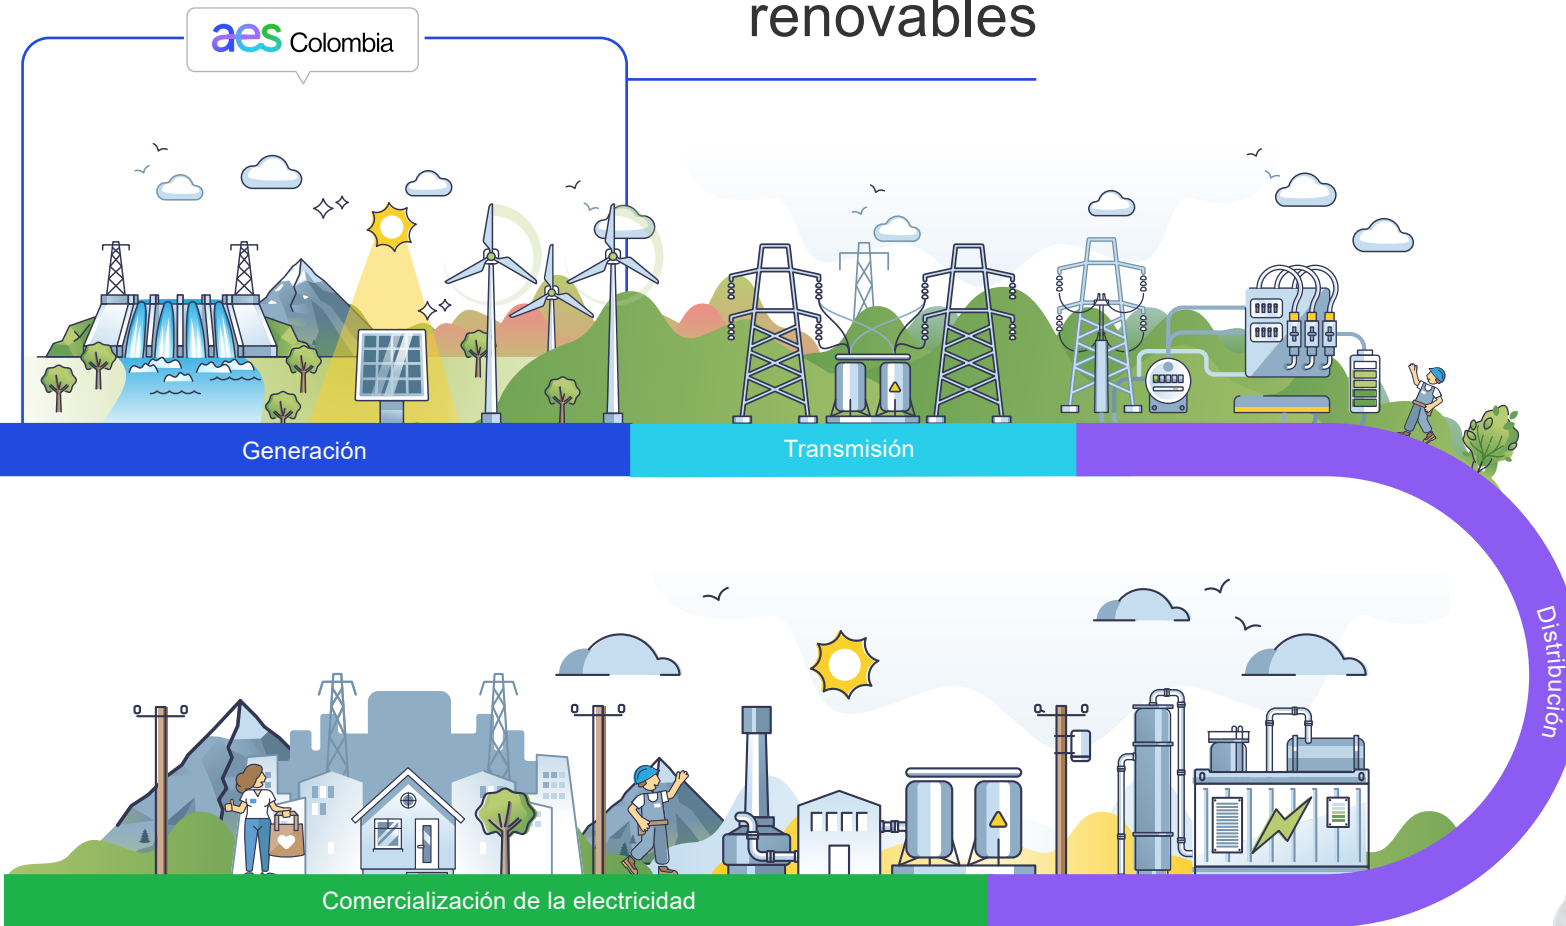 renovables
aes Colombia
Generación
Transmisión
Distribución
Comercialización de la electricidad